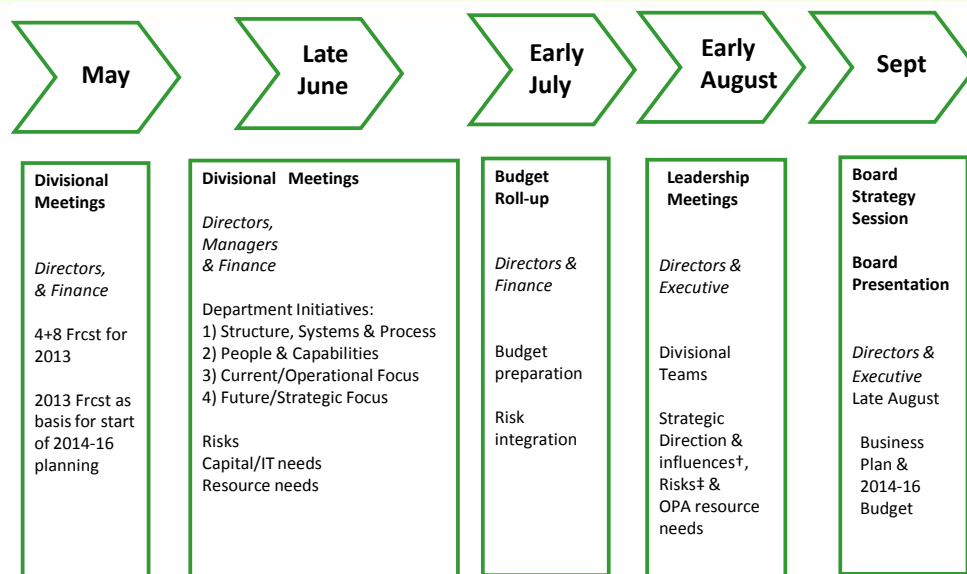 May
Late
June
Early
July
Early
August
Sept
Divisional
Meetings
Directors,
& Finance
4+8 Frcst for
2013
2013 Frcst as
basis for start
of 2014-16
planning
Divisional Meetings
Directors,
Managers
& Finance
Department Initiatives:
1) Structure, Systems & Process
2) People & Capabilities
3) Current/Operational Focus
4) Future/Strategic Focus
Risks
Capital/IT needs
Resource needs
Budget
Roll-up
Directors &
Finance
Budget
preparation
Risk
integration
Leadership
Meetings
Directors &
Executive
Divisional
Teams
Strategic
Direction &
influences†,
Risks‡ &
OPA resource
needs
Board
Strategy
Session
Board
Presentation
Directors &
Executive
Late August
Business
Plan &
2014-16
Budget